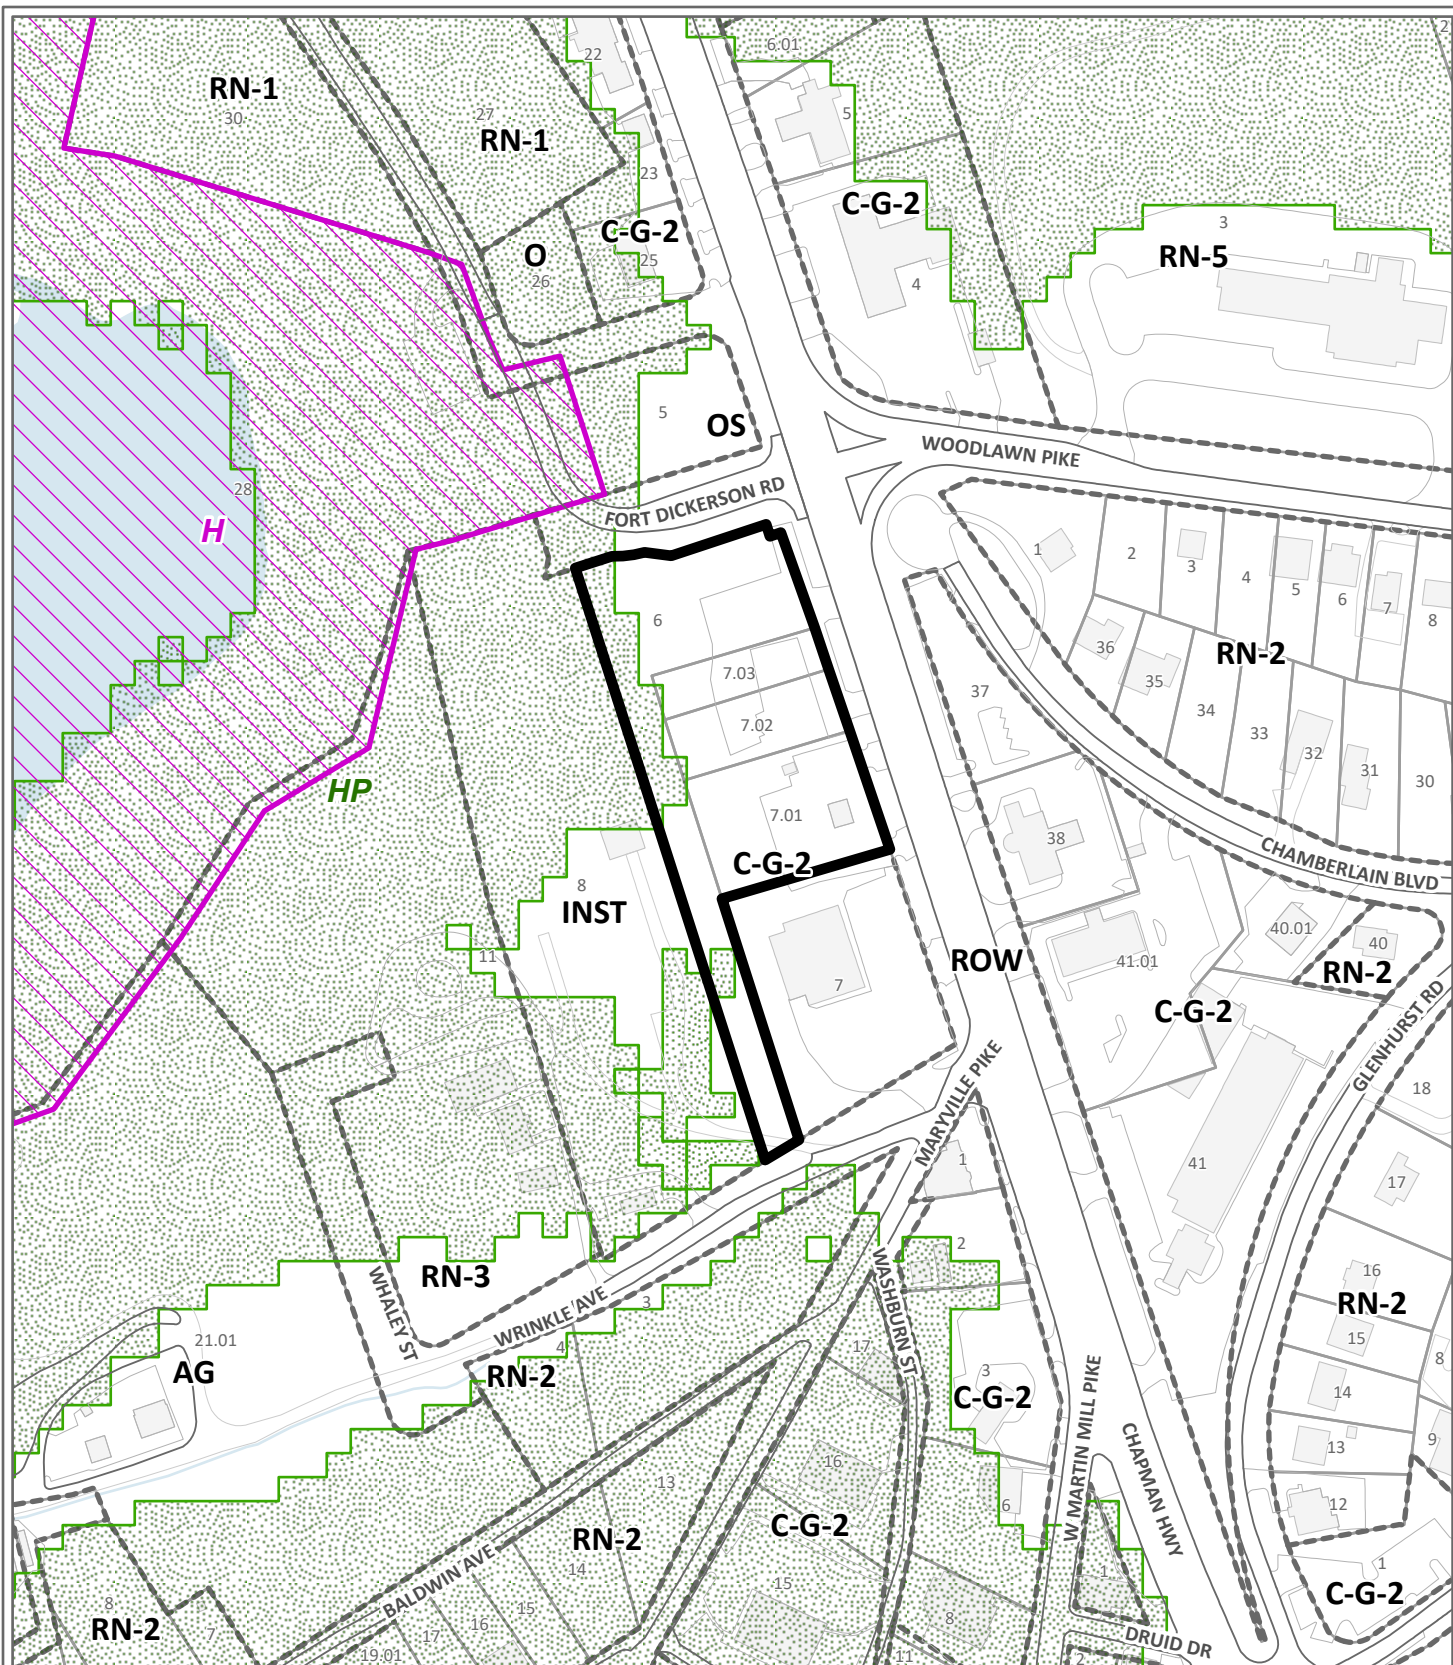 22
6.01
2
RN-1
30
27
RN-1
5
23
C-G-2
C-G-2
O
26
25
4
3
RN-5
5
OS
WOODLAWN PIKE
28
H
FORT DICKERSON RD
1
2
3
4
5
6
7
8
6
36
RN-2
35
7.03
37
34
7.02
33
32
31
30
HP
7.01
38
C-G-2
CHAMBERLAIN BLVD
8
INST
40.01
40
11
ROW
41.01
RN-2
7
C-G-2
GLENHURST RD
MARYVILLE PIKE
18
1
41
17
2
WASHBURN ST
16
RN-3
RN-2
WHALEY ST
WRINKLE AVE
3
4
21.01
AG
RN-2
17
15
3
C-G-2
8
14
W MARTIN MILL PIKE
CHAPMAN HWY
9
13
16
13
6
12
RN-2
C-G-2
BALDWIN AVE
14
15
1
1
C-G-2
8
RN-2
7
15
16
17
19.01
8
11
DRUID DR
2